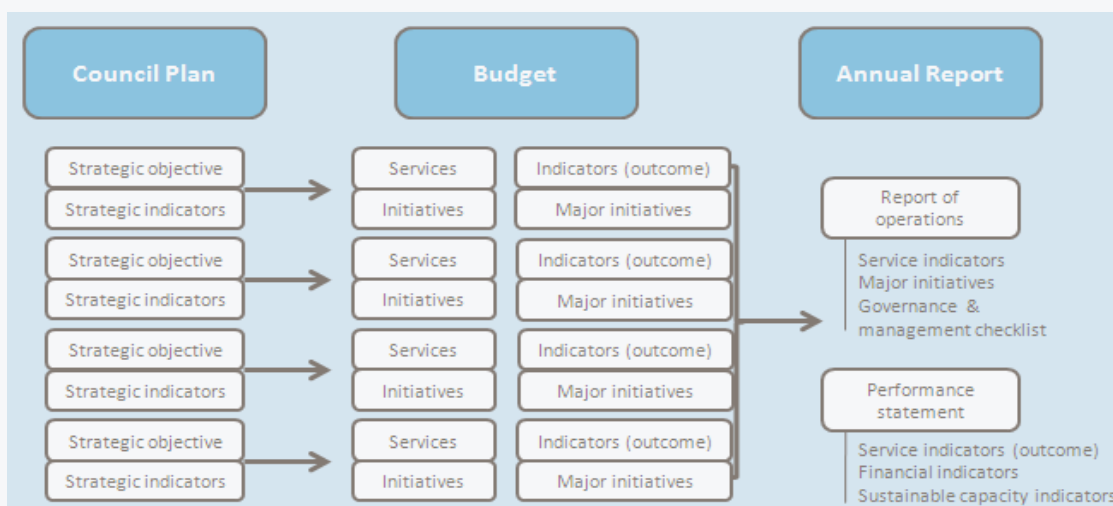 Council Plan
Budget
Annual Report
Strategic objective
Strategic indicators
Services
Initiatives
Indicators (outcome)
Major initiatives
Strategic objective
Strategic indicators
Services
Initiatives
Indicators (outcome)
Major initiatives
Strategic objective
Strategic indicators
Services
Initiatives
Indicators (outcome)
Major initiatives
Strategic objective
Strategic indicators
Services
Initiatives
Indicators (outcome)
Major initiatives
Report of
operations
Service indicators
Major initiatives
Governance &
management checklist
Performance
statement
Service indicators (outcome)
Financial indicators
Sustainable capacity indicators